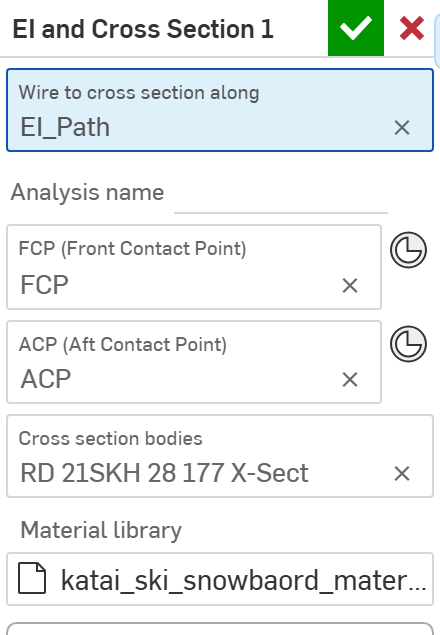 EI and Cross Section 1
Wire to cross section along
EI_Path
Analysis name
FCP (Front Contact Point)
FCP
ACP (Aft Contact Point)
ACP
Cross section bodies
RD 21SKH 28 177 X-Sect
Material library
katai_ski_snowbaord_mater...